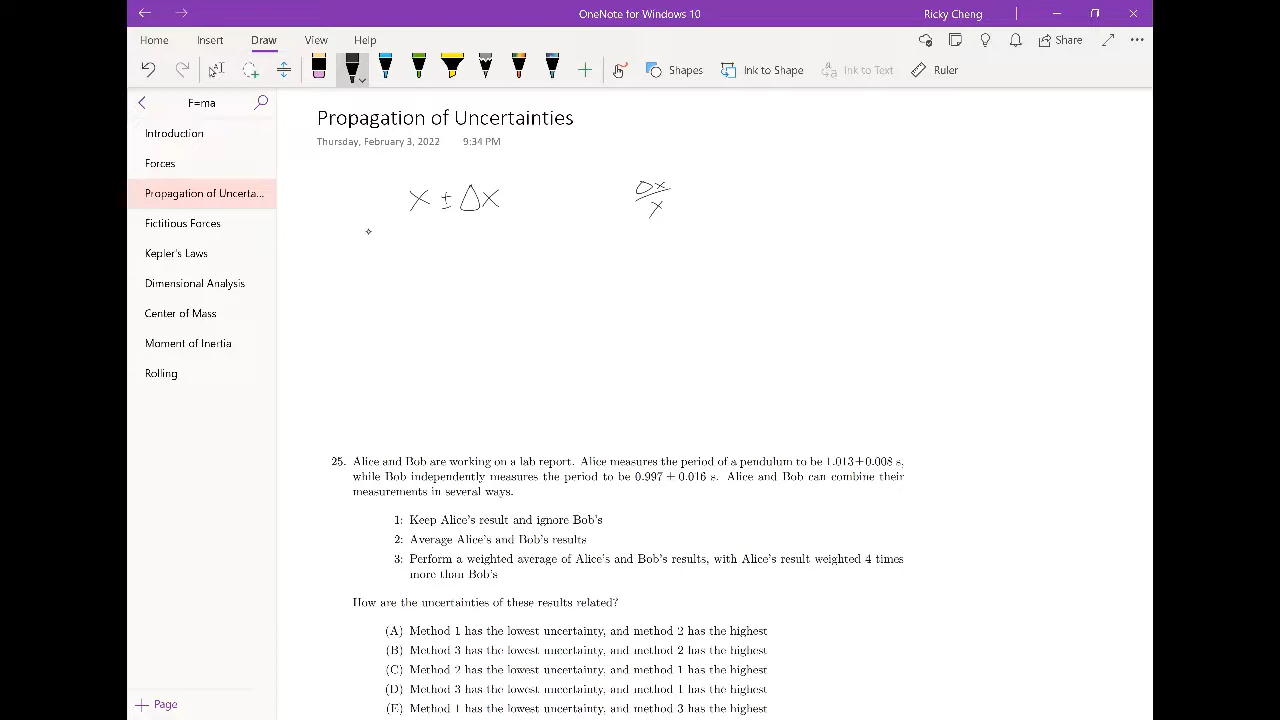 OneNote for Windows 10
Ricky Cheng
Home Insert Draw View Help
Share
Shapes
Ink to Shape
Ink to Text
Ruler
F=ma
Introduction
Forces
Propagation of Uncerta...
Fictitious Forces
Kepler's Laws
Dimensional Analysis
Center of Mass
Moment of Inertia
Rolling
Page
Propagation of Uncertainties
Thursday, February 3, 2022 9:34 PM
x ± Δx
Δx
x
25. Alice and Bob are working on a lab report. Alice measures the period of a pendulum to be 1.013±0.008 s,
while Bob independently measures the period to be 0.997 ± 0.016 s. Alice and Bob can combine their
measurements in several ways.
1: Keep Alice's result and ignore Bob's
2: Average Alice's and Bob's results
3: Perform a weighted average of Alice's and Bob's results, with Alice's result weighted 4 times
more than Bob's
How are the uncertainties of these results related?
(A) Method 1 has the lowest uncertainty, and method 2 has the highest
(B) Method 3 has the lowest uncertainty, and method 2 has the highest
(C) Method 2 has the lowest uncertainty, and method 1 has the highest
(D) Method 3 has the lowest uncertainty, and method 1 has the highest
(E) Method 1 has the lowest uncertainty, and method 3 has the highest